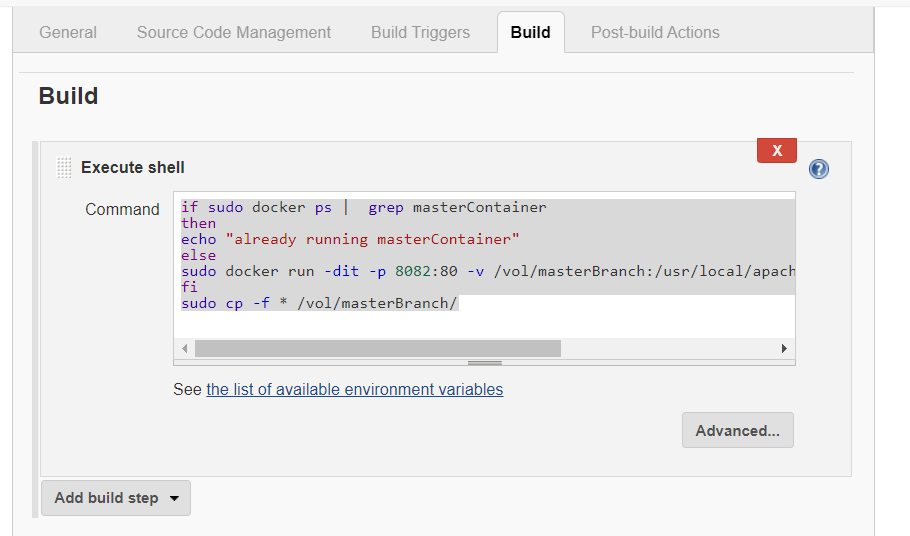 General Source Code Management Build Triggers Build Post-build Actions
Build
X
Execute shell
?
Command
if sudo docker ps | grep masterContainer
then
echo "already running masterContainer"
else
sudo docker run -dit -p 8082:80 -v /vol/masterBranch:/usr/local/apach
fi
sudo cp -f * /vol/masterBranch/
See the list of available environment variables
Advanced...
Add build step